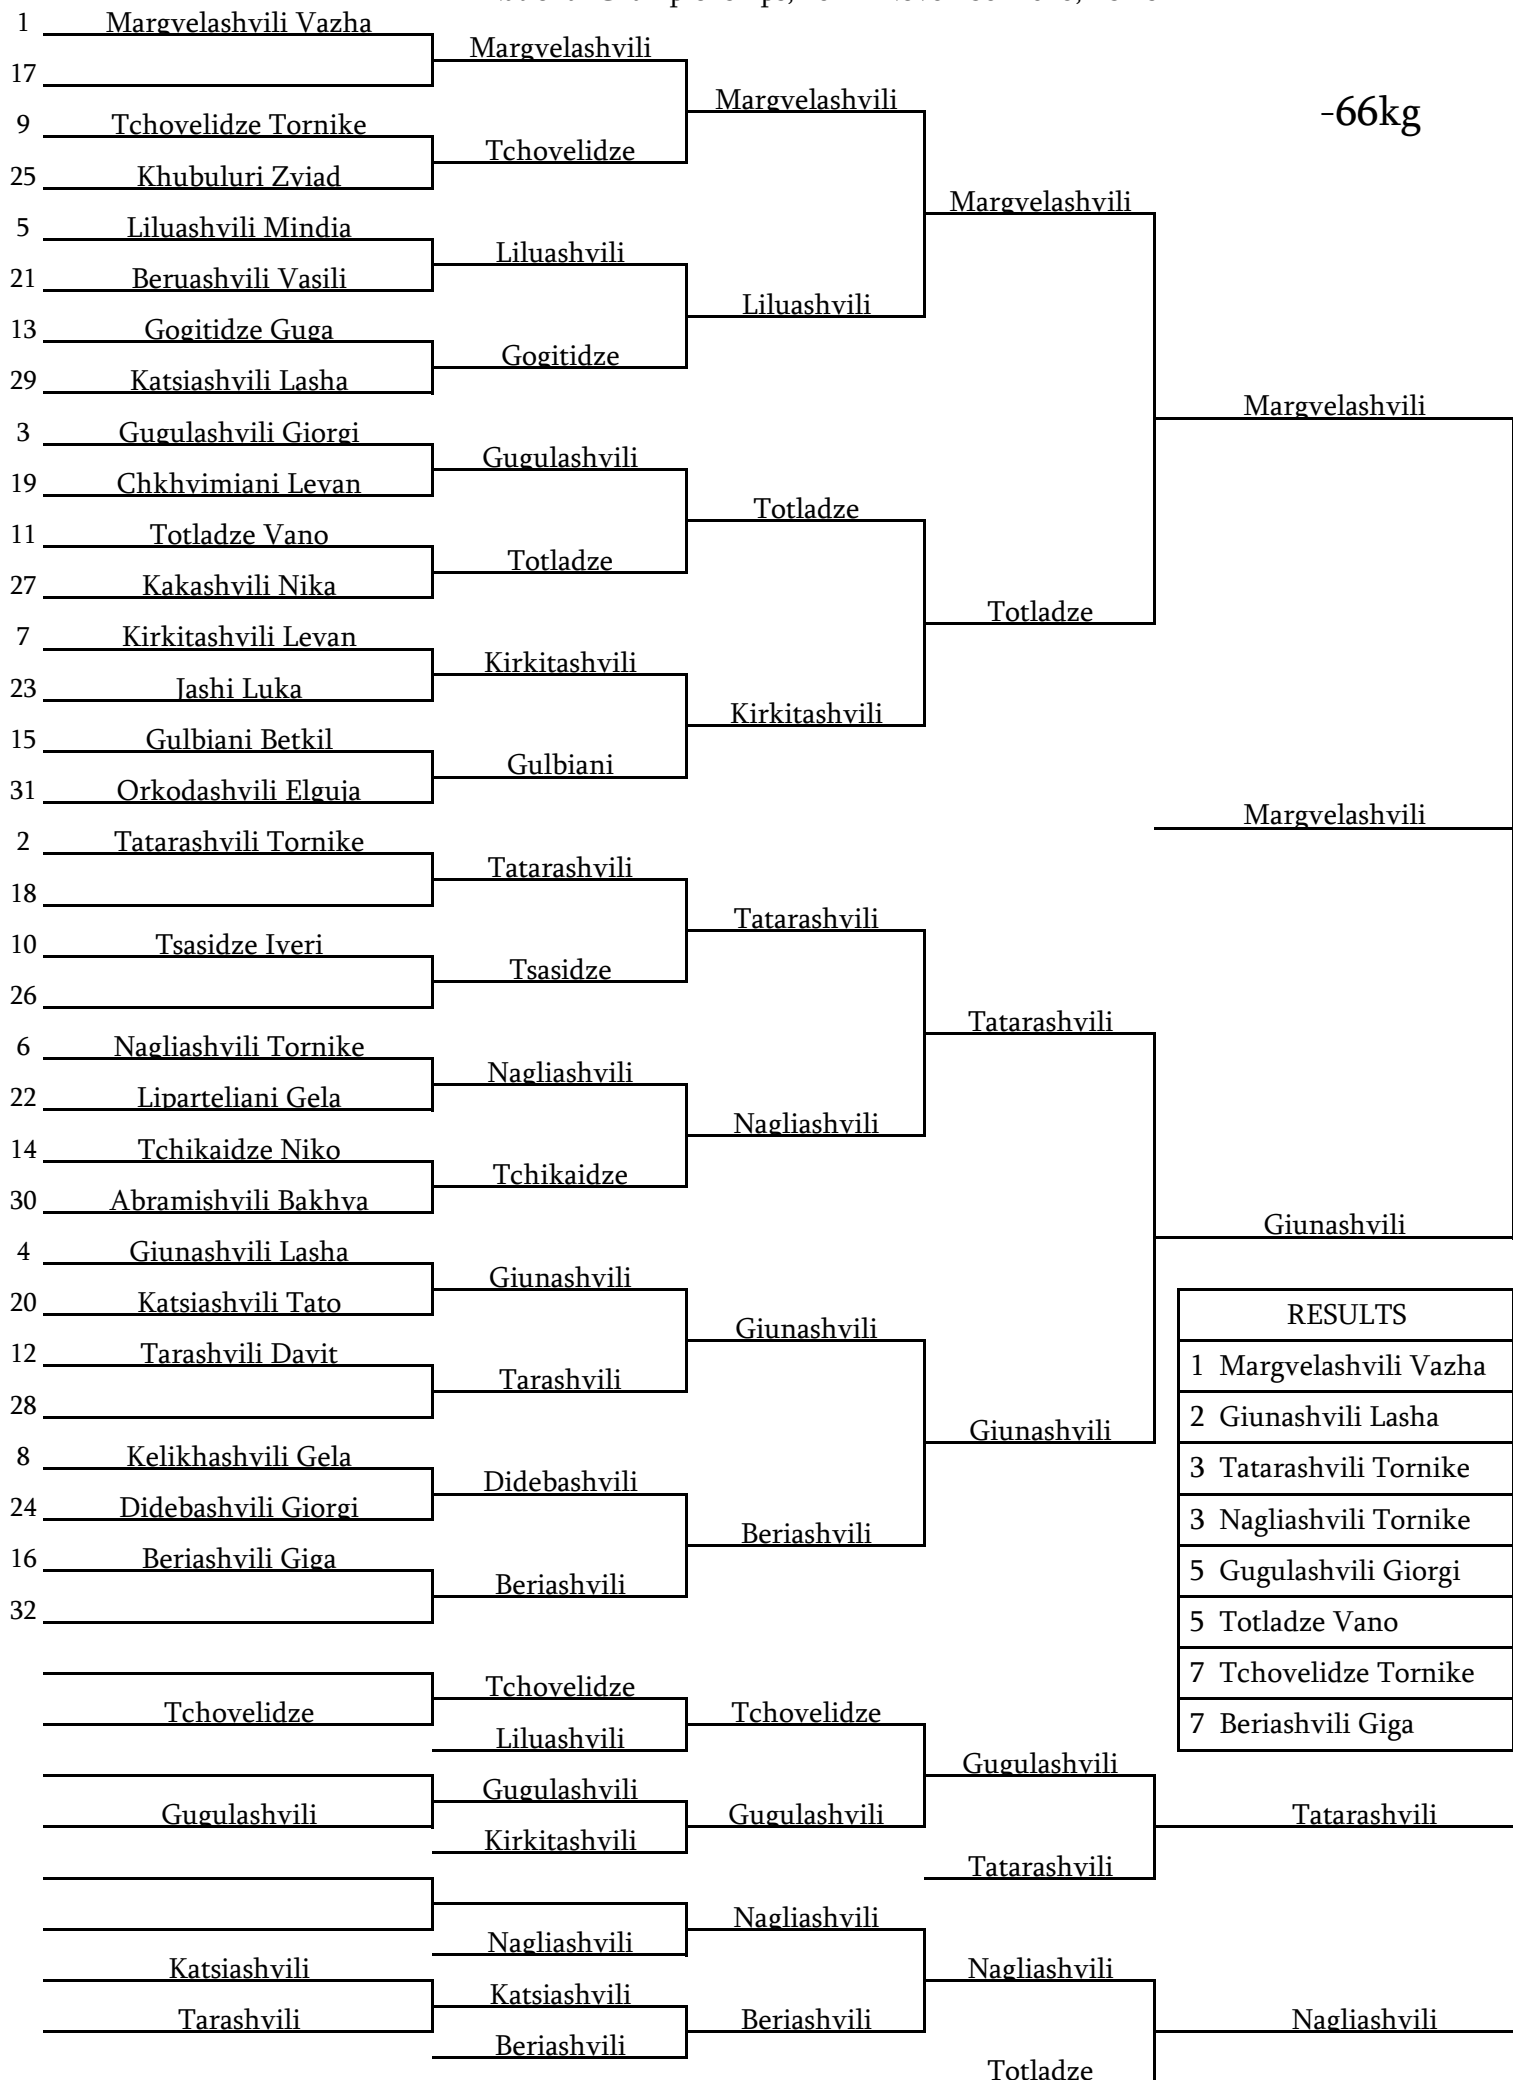 1 Margvelashvili Vazha
Margvelashvili
17
Margvelashvili
-66kg
9 Tchovelidze Tornike
Tchovelidze
25 Khubuluri Zviad
Margvelashvili
5 Liluashvili Mindia
Liluashvili
21 Beruashvili Vasili
Liluashvili
13 Gogitidze Guga
Gogitidze
29 Katsiashvili Lasha
Margvelashvili
3 Gugulashvili Giorgi
Gugulashvili
19 Chkhvimiani Levan
Totladze
11 Totladze Vano
Totladze
27 Kakashvili Nika
Totladze
7 Kirkitashvili Levan
Kirkitashvili
23 Jashi Luka
Kirkitashvili
15 Gulbiani Betkil
Gulbiani
31 Orkodashvili Elguja
Margvelashvili
2 Tatarashvili Tornike
Tatarashvili
18
Tatarashvili
10 Tsasidze Iveri
Tsasidze
26
Tatarashvili
6 Nagliashvili Tornike
Nagliashvili
22 Liparteliani Gela
Nagliashvili
14 Tchikaidze Niko
Tchikaidze
30 Abramishvili Bakhva
Giunashvili
4 Giunashvili Lasha
Giunashvili
20 Katsiashvili Tato
Giunashvili
12 Tarashvili Davit
Tarashvili
28
Giunashvili
8 Kelikhashvili Gela
Didebashvili
24 Didebashvili Giorgi
Beriashvili
16 Beriashvili Giga
Beriashvili
32
RESULTS
1 Margvelashvili Vazha
2 Giunashvili Lasha
3 Tatarashvili Tornike
3 Nagliashvili Tornike
5 Gugulashvili Giorgi
5 Totladze Vano
7 Tchovelidze Tornike
7 Beriashvili Giga
Tchovelidze
Tchovelidze
Tchovelidze
Liluashvili
Gugulashvili
Gugulashvili
Gugulashvili
Gugulashvili
Tatarashvili
Kirkitashvili
Tatarashvili
Nagliashvili
Nagliashvili
Katsiashvili
Nagliashvili
Katsiashvili
Tarashvili
Beriashvili
Nagliashvili
Beriashvili
Totladze